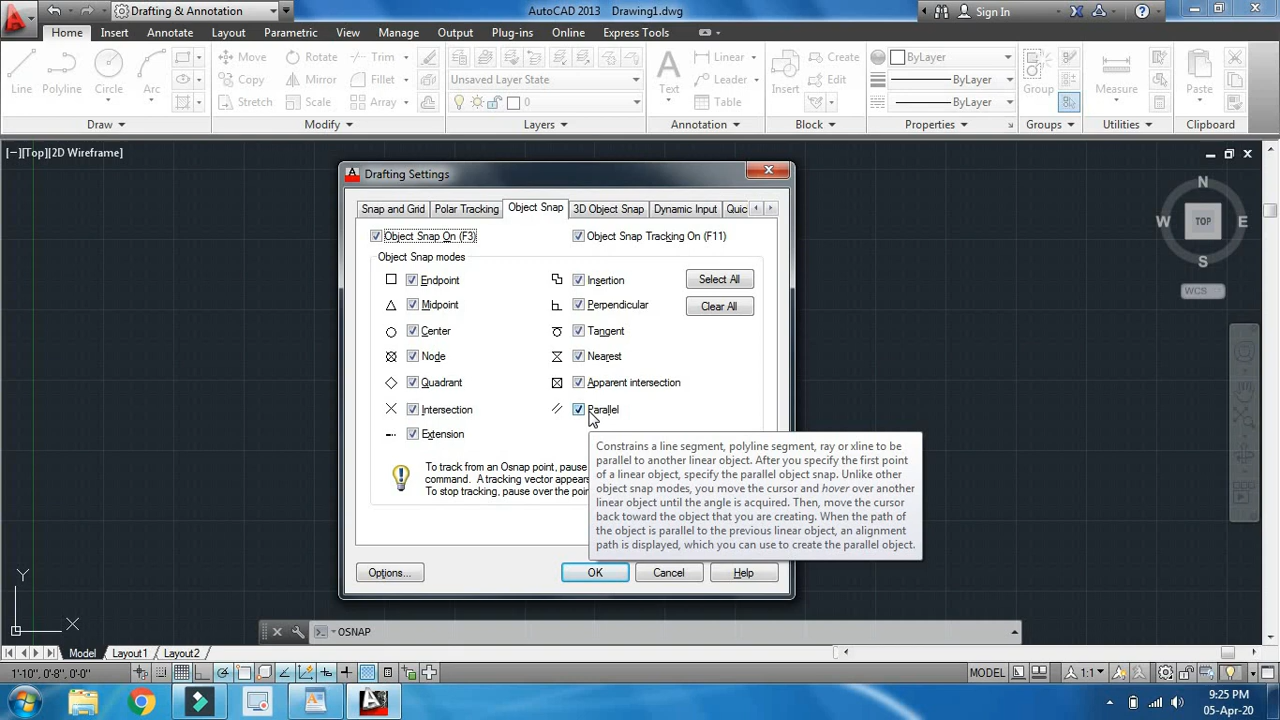 Drafting & Annotation
AutoCAD 2013 Drawing1.dwg
Sign In
Home Insert Annotate Layout Parametric View Manage Output Plug-ins Online Express Tools
Move Rotate Trim
Copy Mirror Fillet
Stretch Scale Array
Line Polyline Circle Arc
Unsaved Layer State
0
Text
Linear
Leader
Table
Insert
Create
Edit
ByLayer
ByLayer
ByLayer
Group
Measure
Paste
Draw Modify Layers Annotation Block Properties Groups Utilities Clipboard
[−][Top][2D Wireframe]
N
W TOP E
S
WCS
Drafting Settings
Snap and Grid Polar Tracking Object Snap 3D Object Snap Dynamic Input Quic
Object Snap On (F3) Object Snap Tracking On (F11)
Object Snap modes
Endpoint Insertion Select All
Midpoint Perpendicular Clear All
Center Tangent
Node Nearest
Quadrant Apparent intersection
Intersection Parallel
Extension
To track from an Osnap point, pause
command. A tracking vector appears
To stop tracking, pause over the poin
Constrains a line segment, polyline segment, ray or xline to be
parallel to another linear object. After you specify the first point
of a linear object, specify the parallel object snap. Unlike other
object snap modes, you move the cursor and hover over another
linear object until the angle is acquired. Then, move the cursor
back toward the object that you are creating. When the path of
the object is parallel to the previous linear object, an alignment
path is displayed, which you can use to create the parallel object.
Options... OK Cancel Help
Y
X
OSNAP
Model Layout1 Layout2
1'-10", 0'-8", 0'-0"
MODEL
1:1
9:25 PM
05-Apr-20